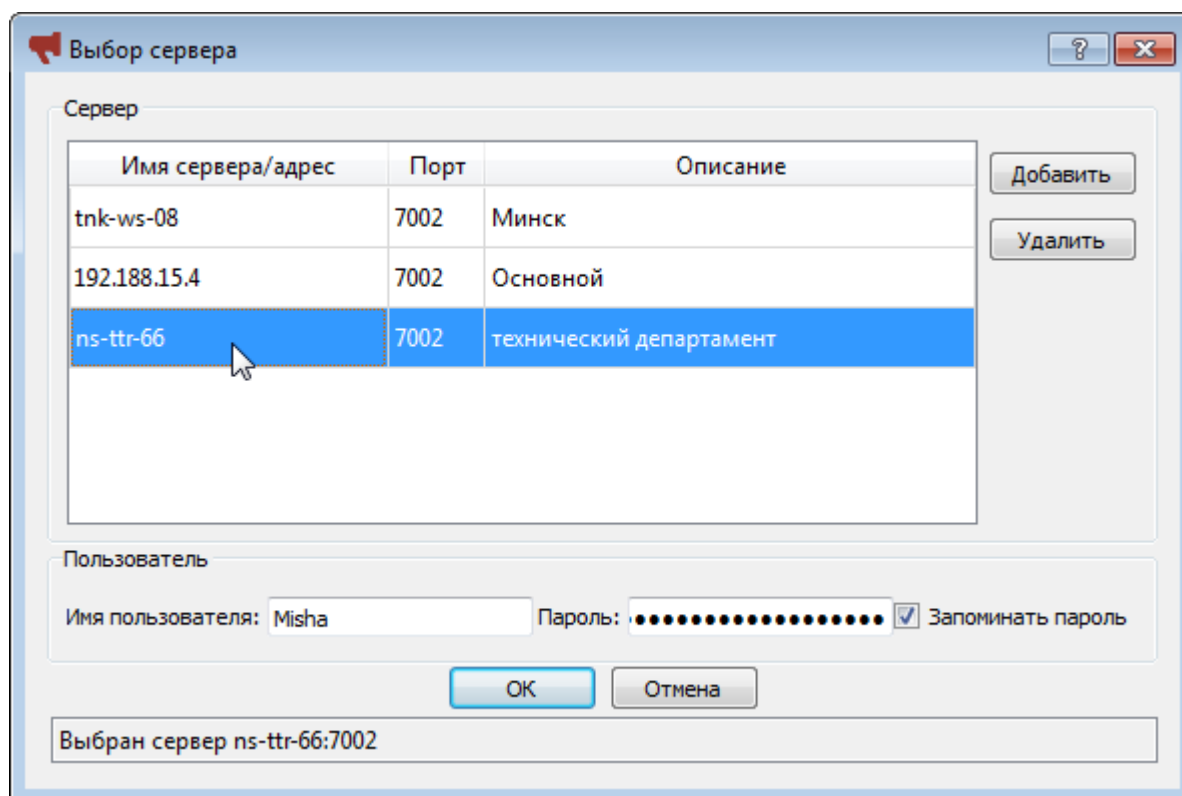 Выбор сервера
Сервер
Имя сервера/адрес Порт Описание
Добавить
tnk-ws-08 7002 Минск
Удалить
192.188.15.4 7002 Основной
ns-ttr-66 7002 технический департамент
Пользователь
Имя пользователя: Misha Пароль: •••••••••••••••••• Запоминать пароль
OK Отмена
Выбран сервер ns-ttr-66:7002